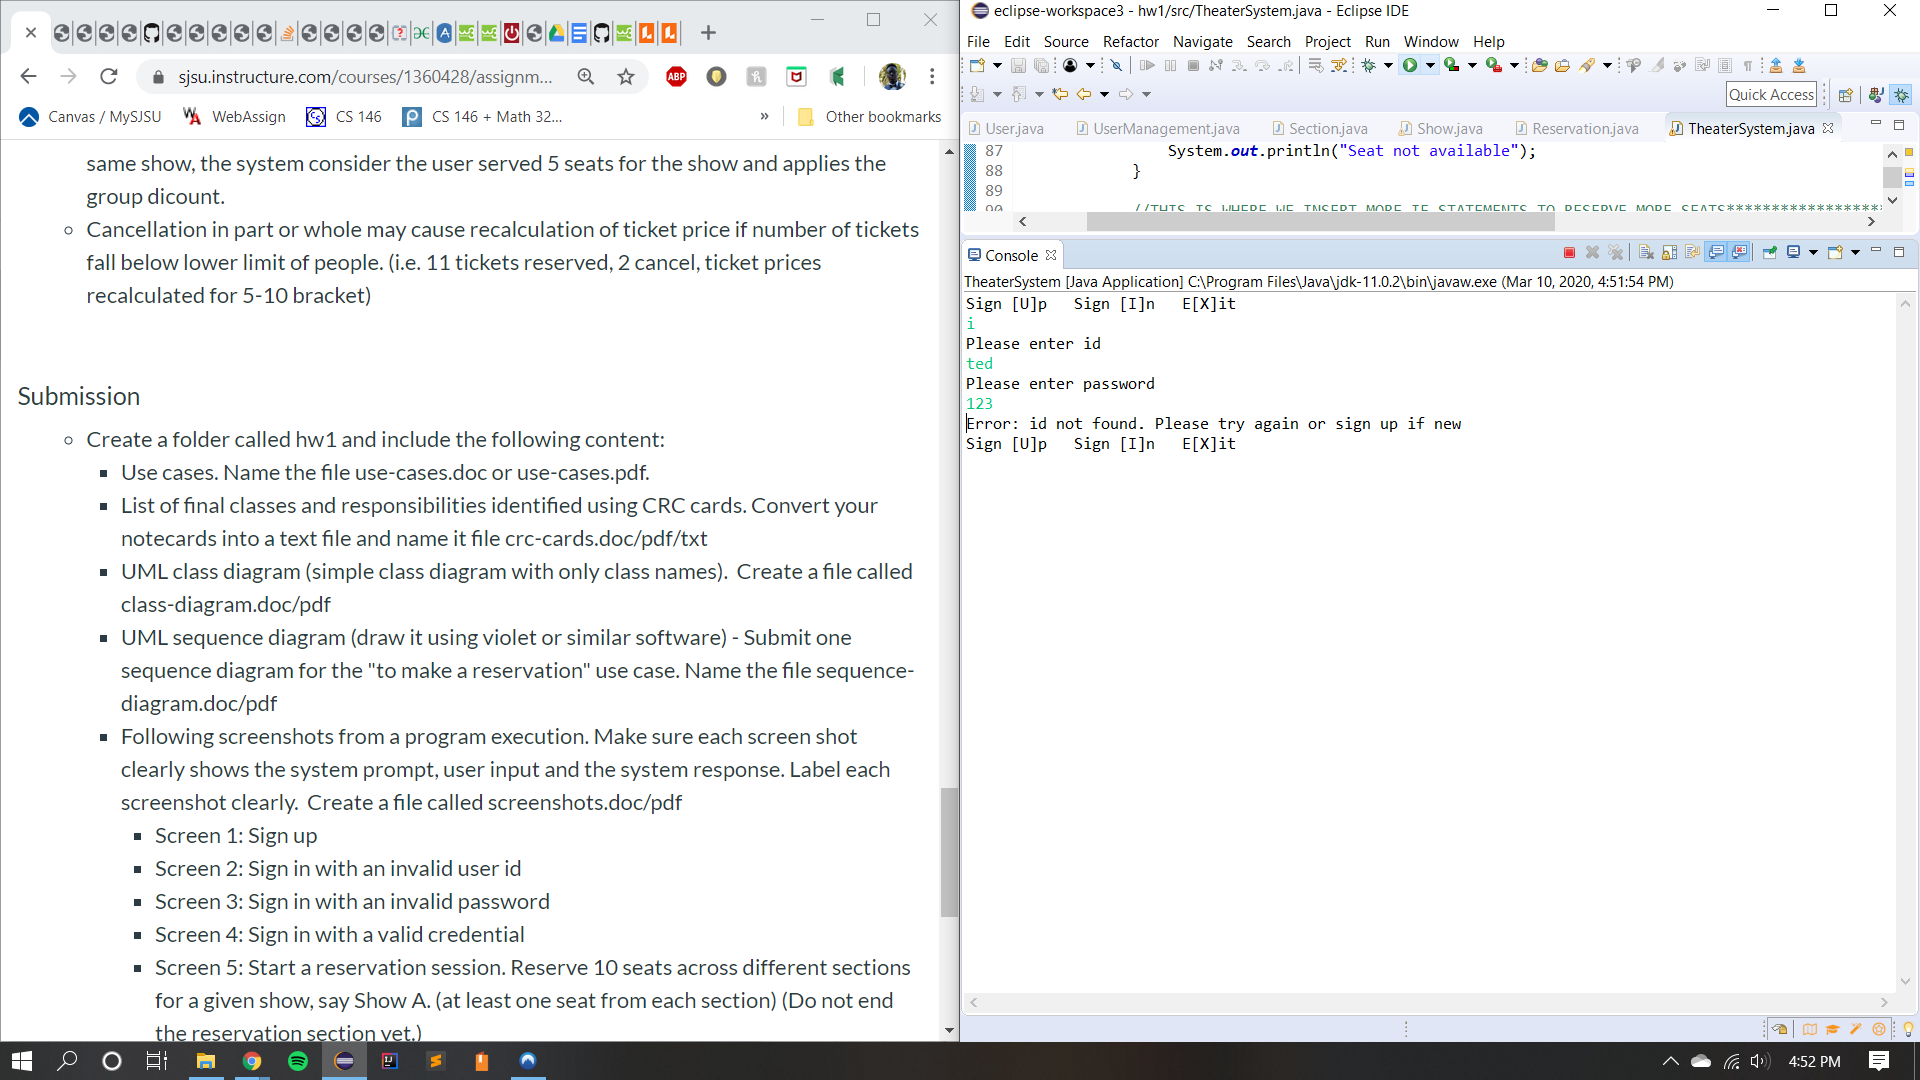 sjsu.instructure.com/courses/1360428/assignm...
Canvas / MySJSU
WebAssign
CS 146
CS 146 + Math 32...
»
Other bookmarks
same show, the system consider the user served 5 seats for the show and applies the
group dicount.
Cancellation in part or whole may cause recalculation of ticket price if number of tickets
fall below lower limit of people. (i.e. 11 tickets reserved, 2 cancel, ticket prices
recalculated for 5-10 bracket)
Submission
Create a folder called hw1 and include the following content:
Use cases. Name the file use-cases.doc or use-cases.pdf.
List of final classes and responsibilities identified using CRC cards. Convert your
notecards into a text file and name it file crc-cards.doc/pdf/txt
UML class diagram (simple class diagram with only class names).  Create a file called
class-diagram.doc/pdf
UML sequence diagram (draw it using violet or similar software) - Submit one
sequence diagram for the "to make a reservation" use case. Name the file sequence-
diagram.doc/pdf
Following screenshots from a program execution. Make sure each screen shot
clearly shows the system prompt, user input and the system response. Label each
screenshot clearly.  Create a file called screenshots.doc/pdf
Screen 1: Sign up
Screen 2: Sign in with an invalid user id
Screen 3: Sign in with an invalid password
Screen 4: Sign in with a valid credential
Screen 5: Start a reservation session. Reserve 10 seats across different sections
for a given show, say Show A. (at least one seat from each section) (Do not end
the reservation section yet.)
eclipse-workspace3 - hw1/src/TheaterSystem.java - Eclipse IDE
File Edit Source Refactor Navigate Search Project Run Window Help
Quick Access
User.java
UserManagement.java
Section.java
Show.java
Reservation.java
TheaterSystem.java
87 System.out.println("Seat not available");
88 }
89
90 //THIS IS WHERE WE INSERT MORE IF STATEMENTS TO RESERVE MORE SEATS******************
Console
TheaterSystem [Java Application] C:\Program Files\Java\jdk-11.0.2\bin\javaw.exe (Mar 10, 2020, 4:51:54 PM)
Sign [U]p   Sign [I]n   E[X]it
i
Please enter id
ted
Please enter password
123
Error: id not found. Please try again or sign up if new
Sign [U]p   Sign [I]n   E[X]it
4:52 PM